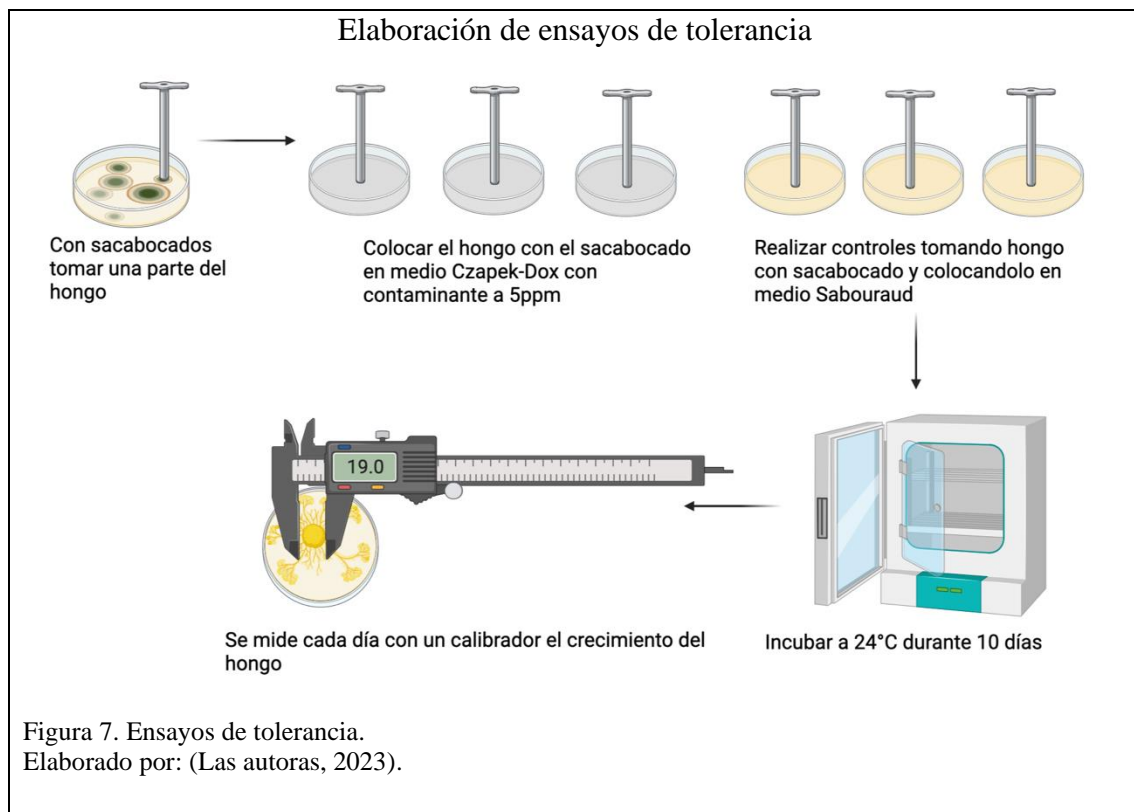 Elaboración de ensayos de tolerancia
Con sacabocados
tomar una parte del
hongo
Colocar el hongo con el sacabocado
en medio Czapek-Dox con
contaminante a 5ppm
Realizar controles tomando hongo
con sacabocado y colocandolo en
medio Sabouraud
19.0
Se mide cada día con un calibrador el crecimiento del
hongo
Incubar a 24°C durante 10 días
Figura 7. Ensayos de tolerancia.
Elaborado por: (Las autoras, 2023).